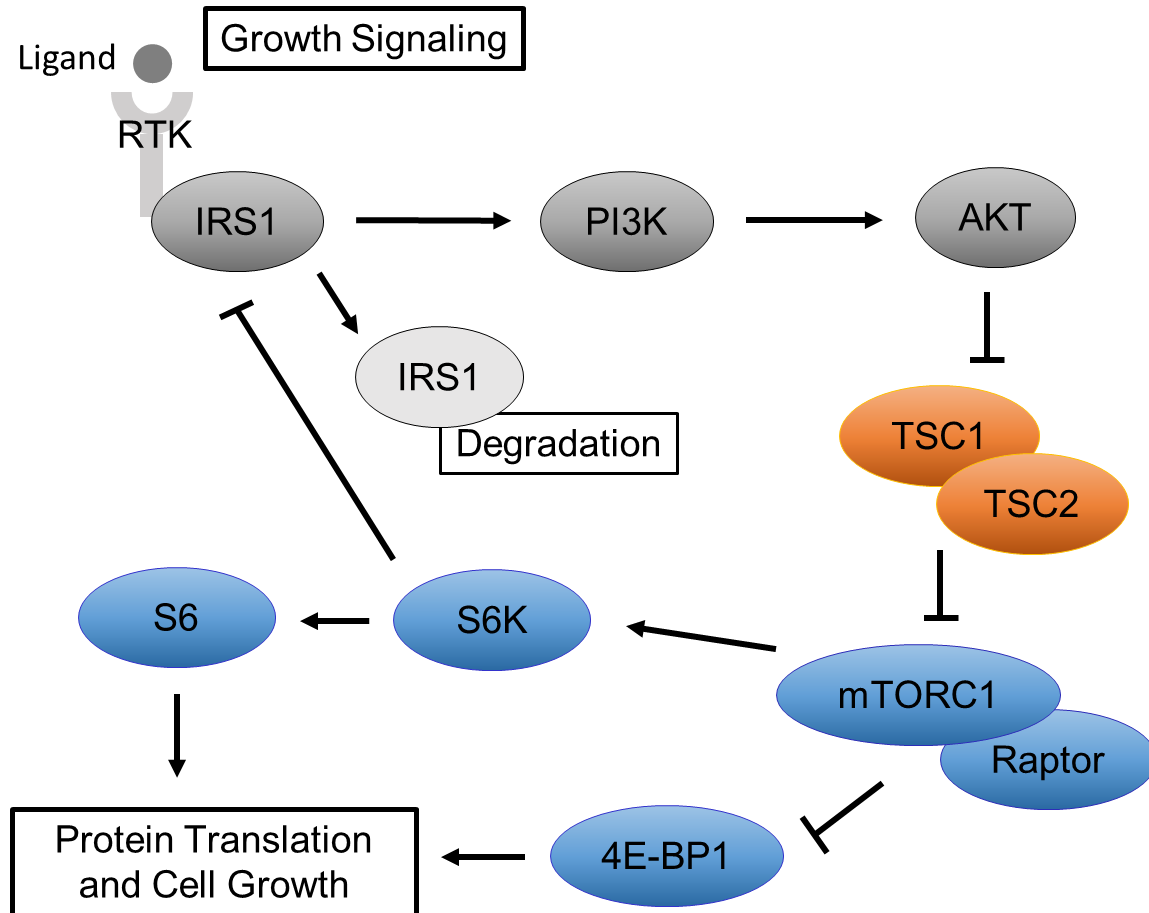 Growth Signaling
Ligand
RTK
IRS1
PI3K
AKT
IRS1
Degradation
TSC1
TSC2
S6
S6K
mTORC1
Raptor
Protein Translation
and Cell Growth
4E-BP1